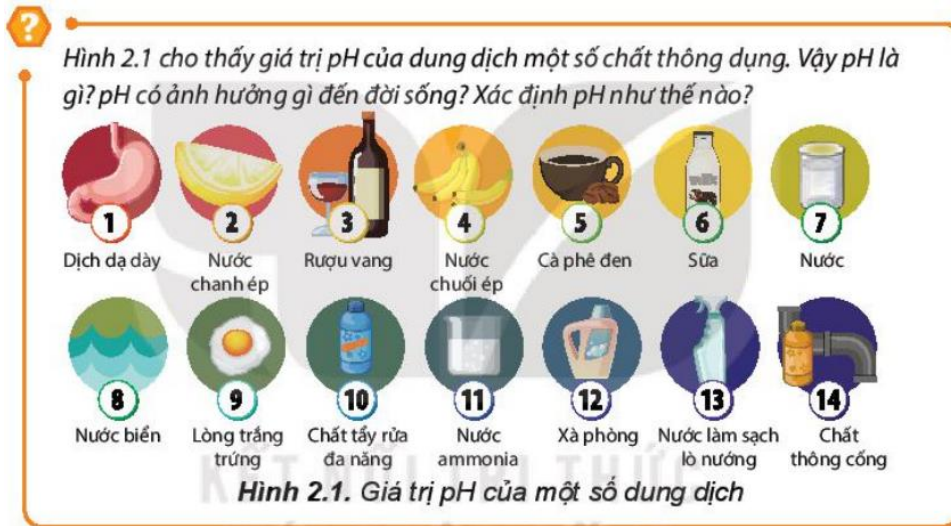 ?
Hình 2.1 cho thấy giá trị pH của dung dịch một số chất thông dụng. Vậy pH là
gì? pH có ảnh hưởng gì đến đời sống? Xác định pH như thế nào?
milk
1 2 3 4 5 6 7
Dịch dạ dày Nước Rượu vang Nước Cà phê đen Sữa Nước
chanh ép chuối ép
8 9 10 11 12 13 14
Nước biển Lòng trắng Chất tẩy rửa Nước Xà phòng Nước làm sạch Chất
trứng đa năng ammonia lò nướng thông cống
KẾT NỐI TRI THỨC
Hình 2.1. Giá trị pH của một số dung dịch